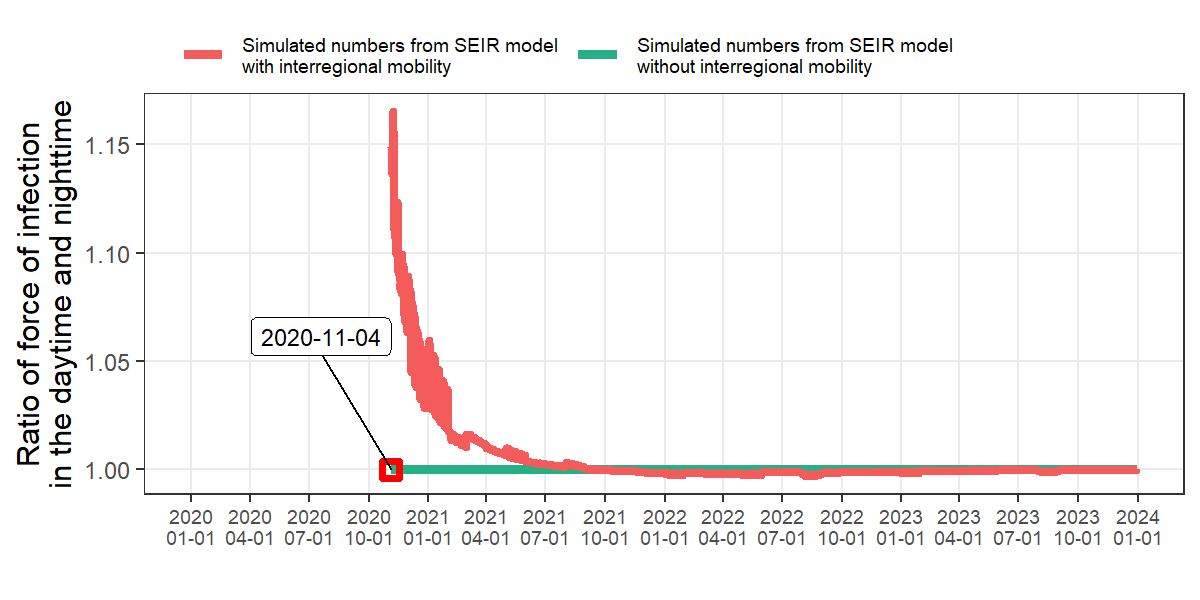 Simulated numbers from SEIR model
with interregional mobility
Simulated numbers from SEIR model
without interregional mobility
Ratio of force of infection
in the daytime and nighttime
1.15
1.10
1.05
1.00
2020-11-04
2020 2020 2020 2020 2021 2021 2021 2021 2022 2022 2022 2022 2023 2023 2023 2023 2024
01-01 04-01 07-01 10-01 01-01 04-01 07-01 10-01 01-01 04-01 07-01 10-01 01-01 04-01 07-01 10-01 01-01